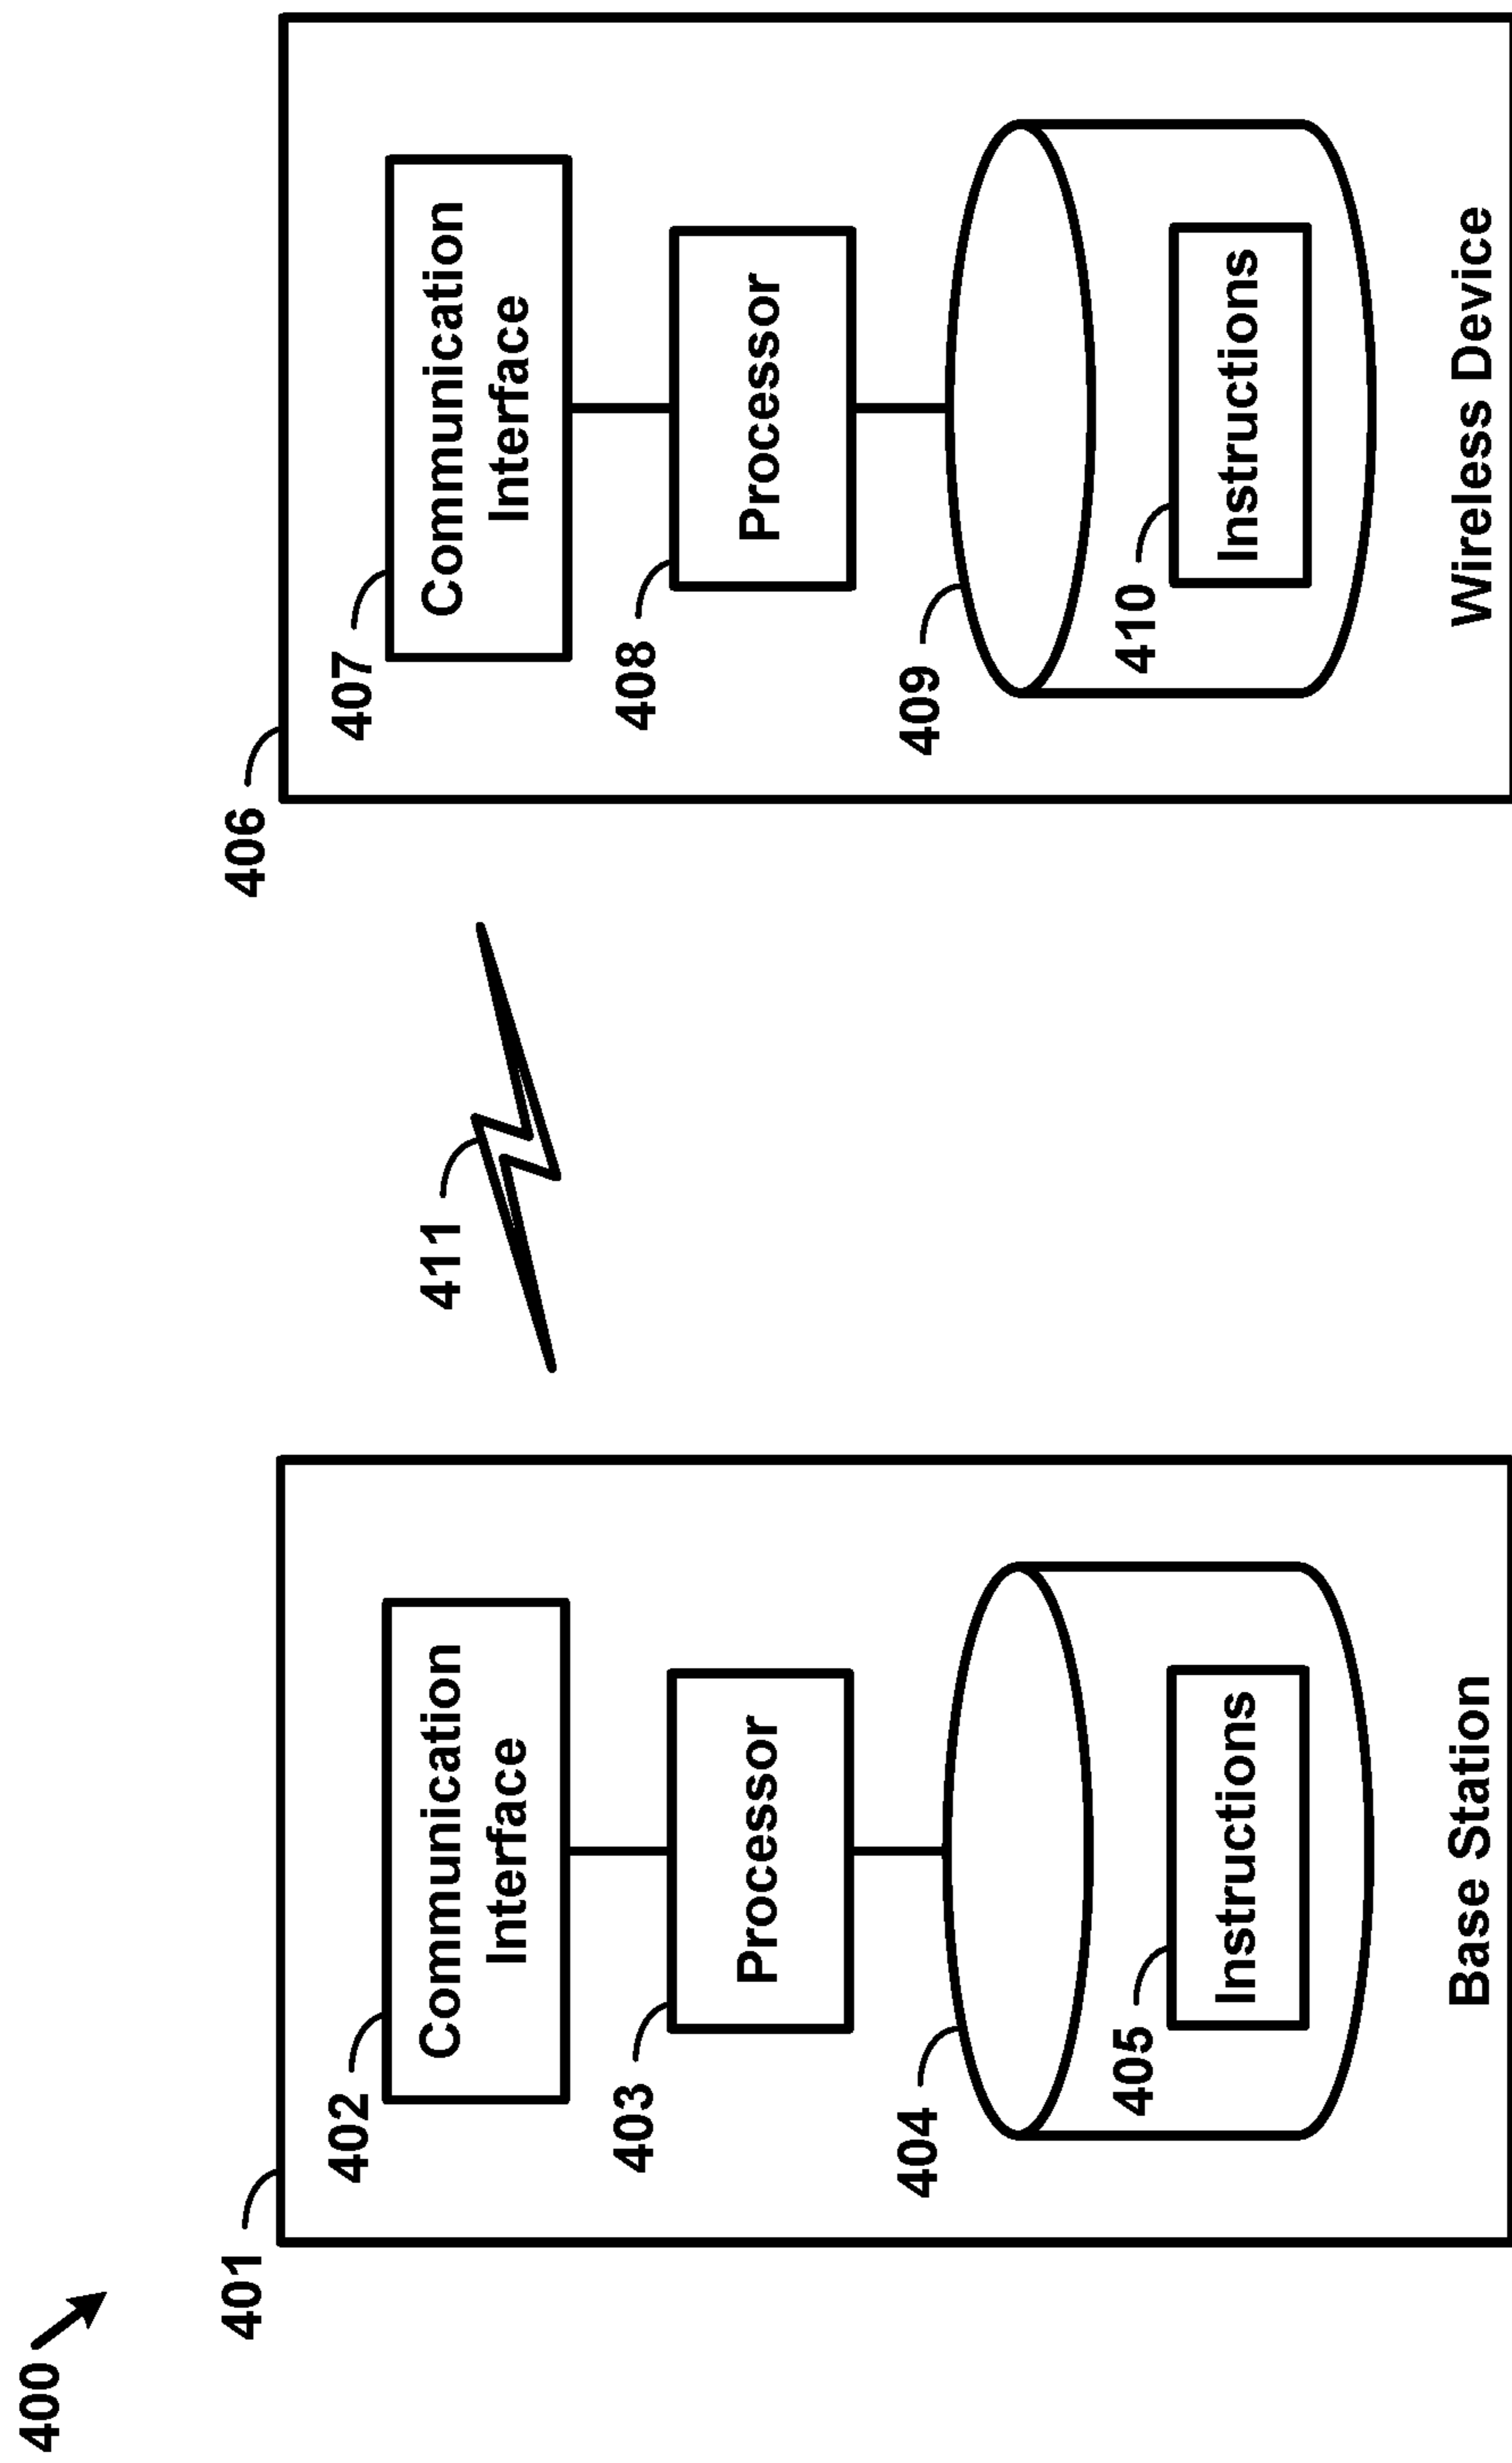 400
401
402
Communication
Interface
403
Processor
404
405
Instructions
Base Station
411
406
407
Communication
Interface
408
Processor
409
410
Instructions
Wireless Device